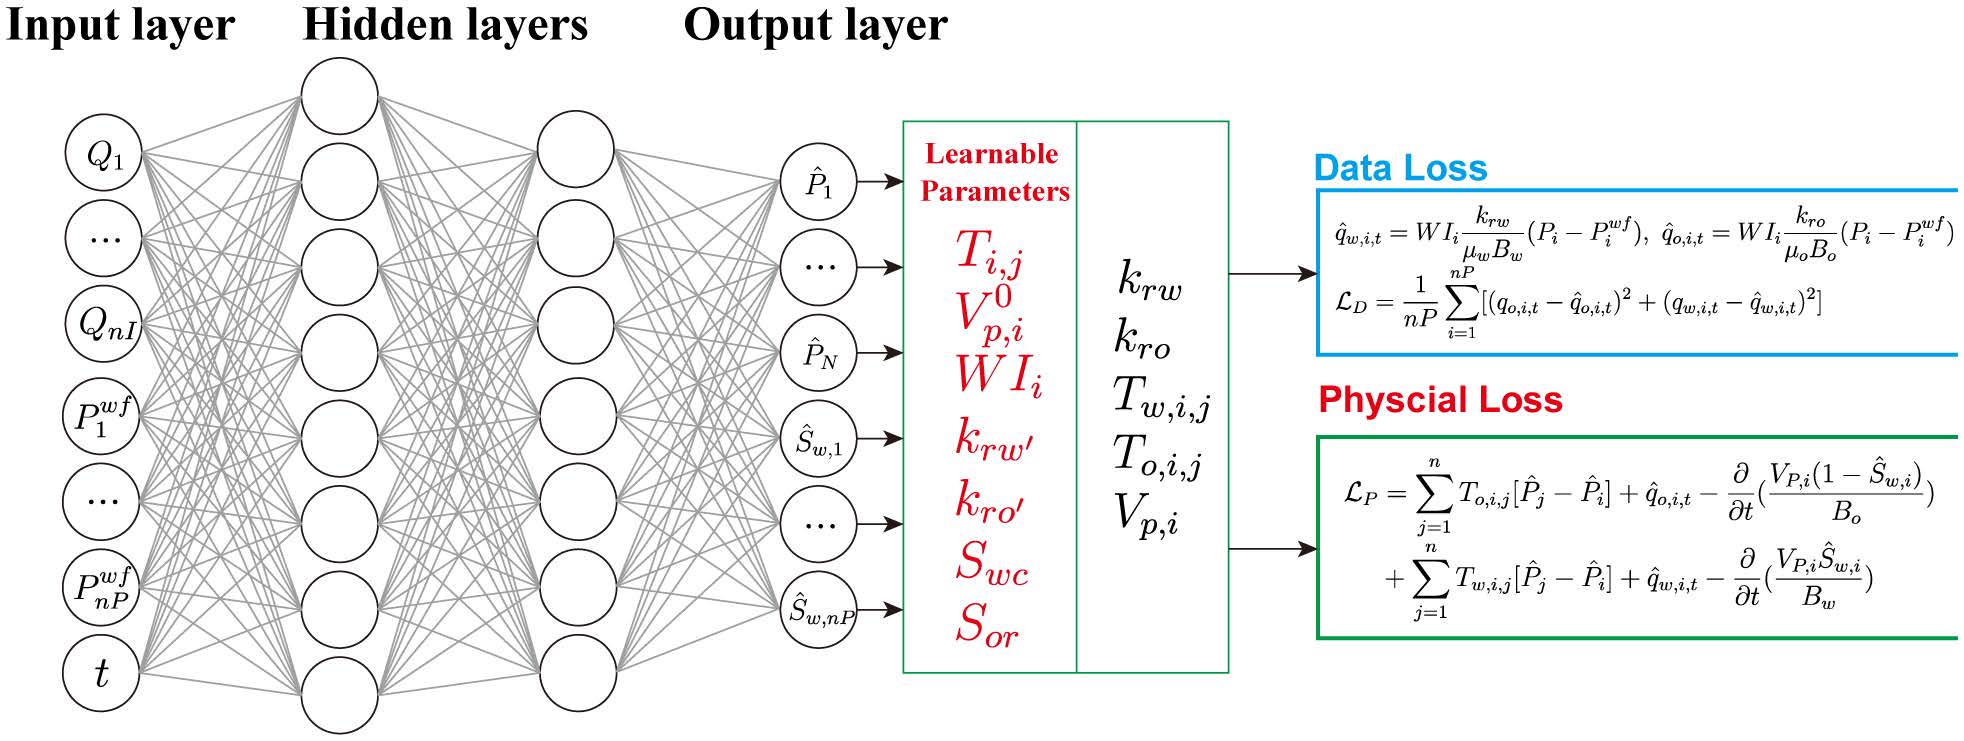 Input layer Hidden layers Output layer
Q_1
...
Q_{nI}
P_1^{wf}
...
P_{nP}^{wf}
t
\hat{P}_1
...
\hat{P}_N
\hat{S}_{w,1}
...
\hat{S}_{w,nP}
Learnable
Parameters
T_{i,j}
V_{p,i}^0
WI_i
k_{rw'}
k_{ro'}
S_{wc}
S_{or}
k_{rw}
k_{ro}
T_{w,i,j}
T_{o,i,j}
V_{p,i}
Data Loss
\hat{q}_{w,i,t} = WI_i \frac{k_{rw}}{\mu_w B_w}(P_i - P_i^{wf}), \hat{q}_{o,i,t} = WI_i \frac{k_{ro}}{\mu_o B_o}(P_i - P_i^{wf})
\mathcal{L}_D = \frac{1}{nP} \sum_{i=1}^{nP} [(q_{o,i,t} - \hat{q}_{o,i,t})^2 + (q_{w,i,t} - \hat{q}_{w,i,t})^2]
Physcial Loss
\mathcal{L}_P = \sum_{j=1}^{n} T_{o,i,j}[\hat{P}_j - \hat{P}_i] + \hat{q}_{o,i,t} - \frac{\partial}{\partial t}(\frac{V_{P,i}(1 - \hat{S}_{w,i})}{B_o})
+ \sum_{j=1}^{n} T_{w,i,j}[\hat{P}_j - \hat{P}_i] + \hat{q}_{w,i,t} - \frac{\partial}{\partial t}(\frac{V_{P,i}\hat{S}_{w,i}}{B_w})